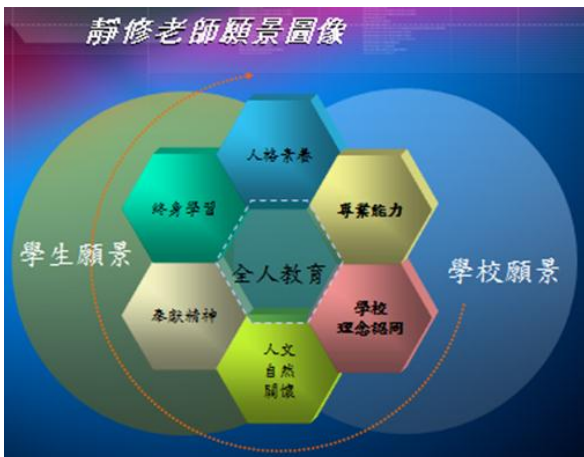 靜修老師願景圖像
人格素養
終身學習
專業能力
學生願景
全人教育
學校願景
奉獻精神
學校
理念認同
人文
自然
關懷